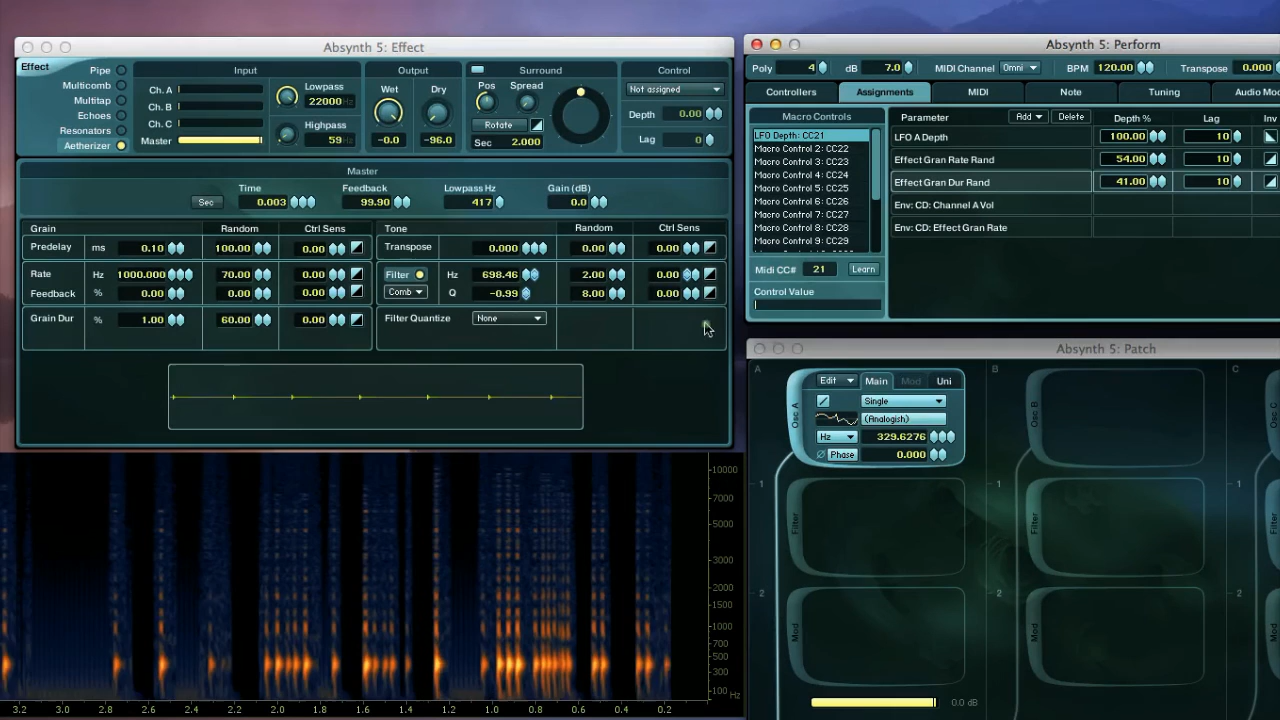 Absynth 5: Effect
Effect
Pipe
Multicomb
Multitap
Echoes
Resonators
Aetherizer
Input
Ch. A
Ch. B
Ch. C
Master
Lowpass
22000Hz
Highpass
59Hz
Output
Wet Dry
-0.0 -96.0
Surround
Pos Spread
Rotate
Sec 2.000
Control
Not assigned
Depth 0.00
Lag 0
Master
Sec
Time
0.003
Feedback
99.90
Lowpass Hz
417
Gain (dB)
0.0
Grain Random Ctrl Sens
Predelay ms 0.10 100.00 0.00
Rate Hz 1000.000 70.00 0.00
Feedback % 0.00 0.00 0.00
Grain Dur % 1.00 60.00 0.00
Tone Random Ctrl Sens
Transpose 0.000 0.00 0.00
Filter Hz 698.46 2.00 0.00
Comb Q -0.99 8.00 0.00
Filter Quantize None
10000
7000
5000
3000
2000
1500
1000
700
500
300
100 Hz
3.2 3.0 2.8 2.6 2.4 2.2 2.0 1.8 1.6 1.4 1.2 1.0 0.8 0.6 0.4 0.2
Absynth 5: Perform
Poly 4 dB 7.0 MIDI Channel Omni BPM 120.00 Transpose 0.000
Controllers Assignments MIDI Note Tuning Audio Mo
Macro Controls
LFO Depth: CC21
Macro Control 2: CC22
Macro Control 3: CC23
Macro Control 4: CC24
Macro Control 5: CC25
Macro Control 6: CC26
Macro Control 7: CC27
Macro Control 8: CC28
Macro Control 9: CC29
Midi CC# 21 Learn
Control Value
Parameter Add Delete Depth % Lag Inv
LFO A Depth 100.00 10
Effect Gran Rate Rand 54.00 10
Effect Gran Dur Rand 41.00 10
Env: CD: Channel A Vol
Env: CD: Effect Gran Rate
Absynth 5: Patch
A B C
Osc A
Edit Main Mod Uni
Single
(Analogish)
Hz 329.6276
Phase 0.000
Osc B
1 Filter 1 Filter 1
2 Mod 2 Mod 2
0.0 dB